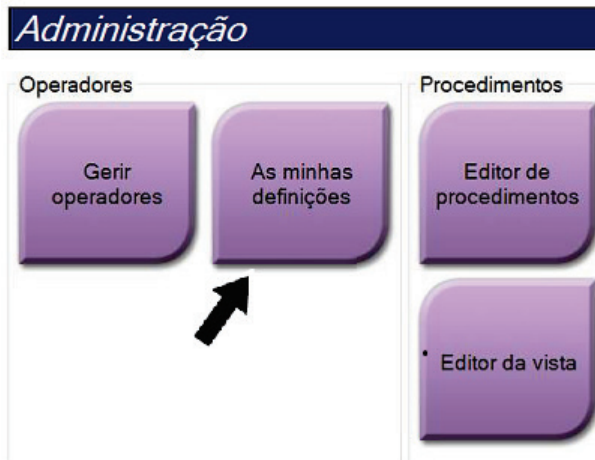 Administração
Operadores
Gerir
operadores
As minhas
definições
Procedimentos
Editor de
procedimentos
Editor da vista